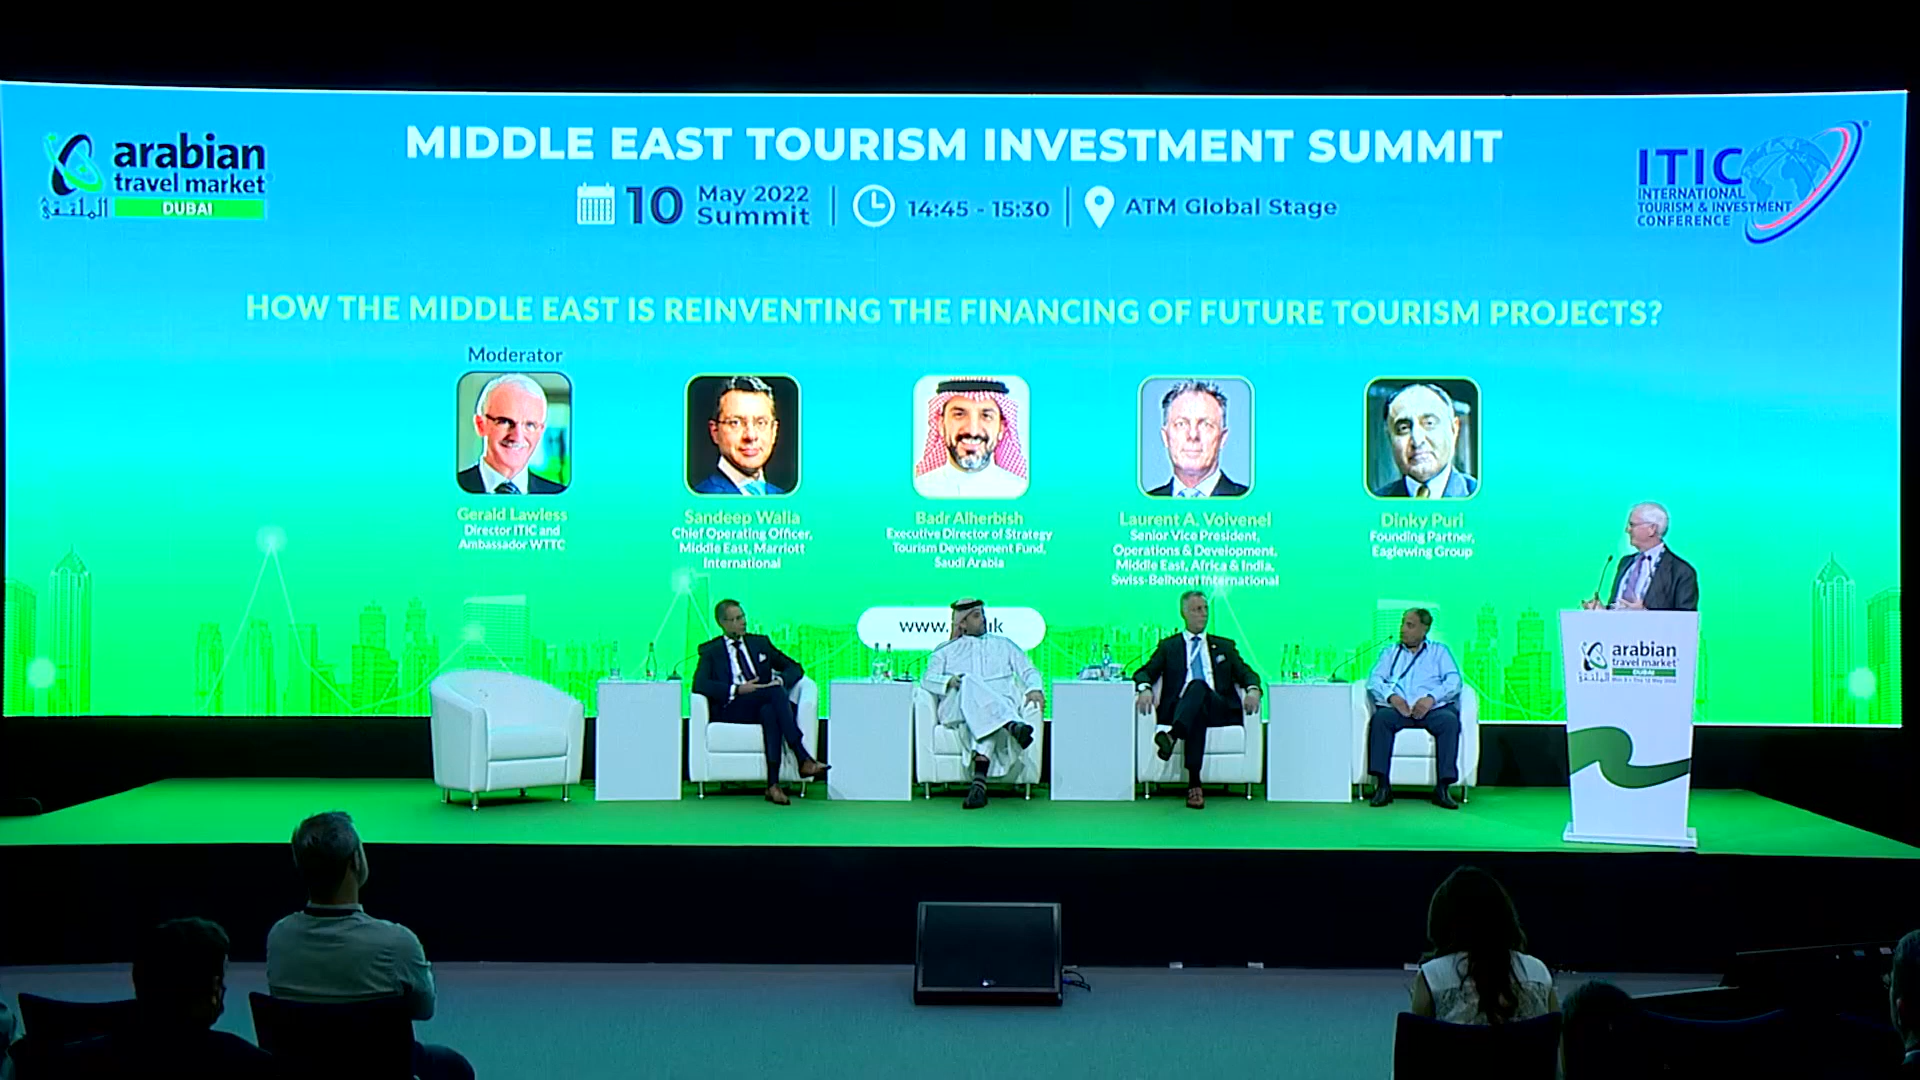 arabian
travel market
الملتقى
DUBAI
MIDDLE EAST TOURISM INVESTMENT SUMMIT
10 May 2022
Summit
14:45 - 15:30
ATM Global Stage
ITIC
INTERNATIONAL
TOURISM & INVESTMENT
CONFERENCE
HOW THE MIDDLE EAST IS REINVENTING THE FINANCING OF FUTURE TOURISM PROJECTS?
Moderator
Gerald Lawless
Director ITIC and
Ambassador WTTC
Sandeep Walia
Chief Operating Officer,
Middle East, Marriott
International
Badr Alherbish
Executive Director of Strategy
Tourism Development Fund,
Saudi Arabia
Laurent A. Voivenel
Senior Vice President,
Operations & Development,
Middle East, Africa & India,
Swiss-Belhotel International
Dinky Puri
Founding Partner,
Eaglewing Group
www.
uk
arabian
travel market
الملتقى
DUBAI